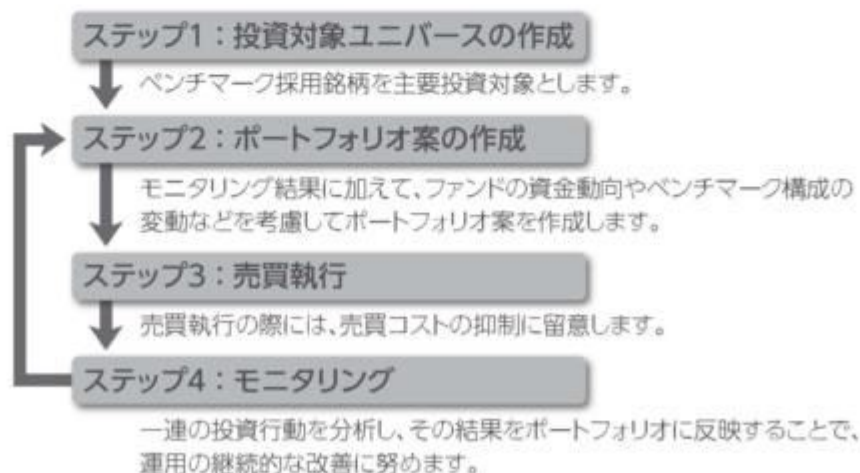 ステップ1：投資対象ユニバースの作成
ベンチマーク採用銘柄を主要投資対象とします。
ステップ2：ポートフォリオ案の作成
モニタリング結果に加えて、ファンドの資金動向やベンチマーク構成の
変動などを考慮してポートフォリオ案を作成します。
ステップ3：売買執行
売買執行の際には、売買コストの抑制に留意します。
ステップ4：モニタリング
一連の投資行動を分析し、その結果をポートフォリオに反映することで、
運用の継続的な改善に努めます。